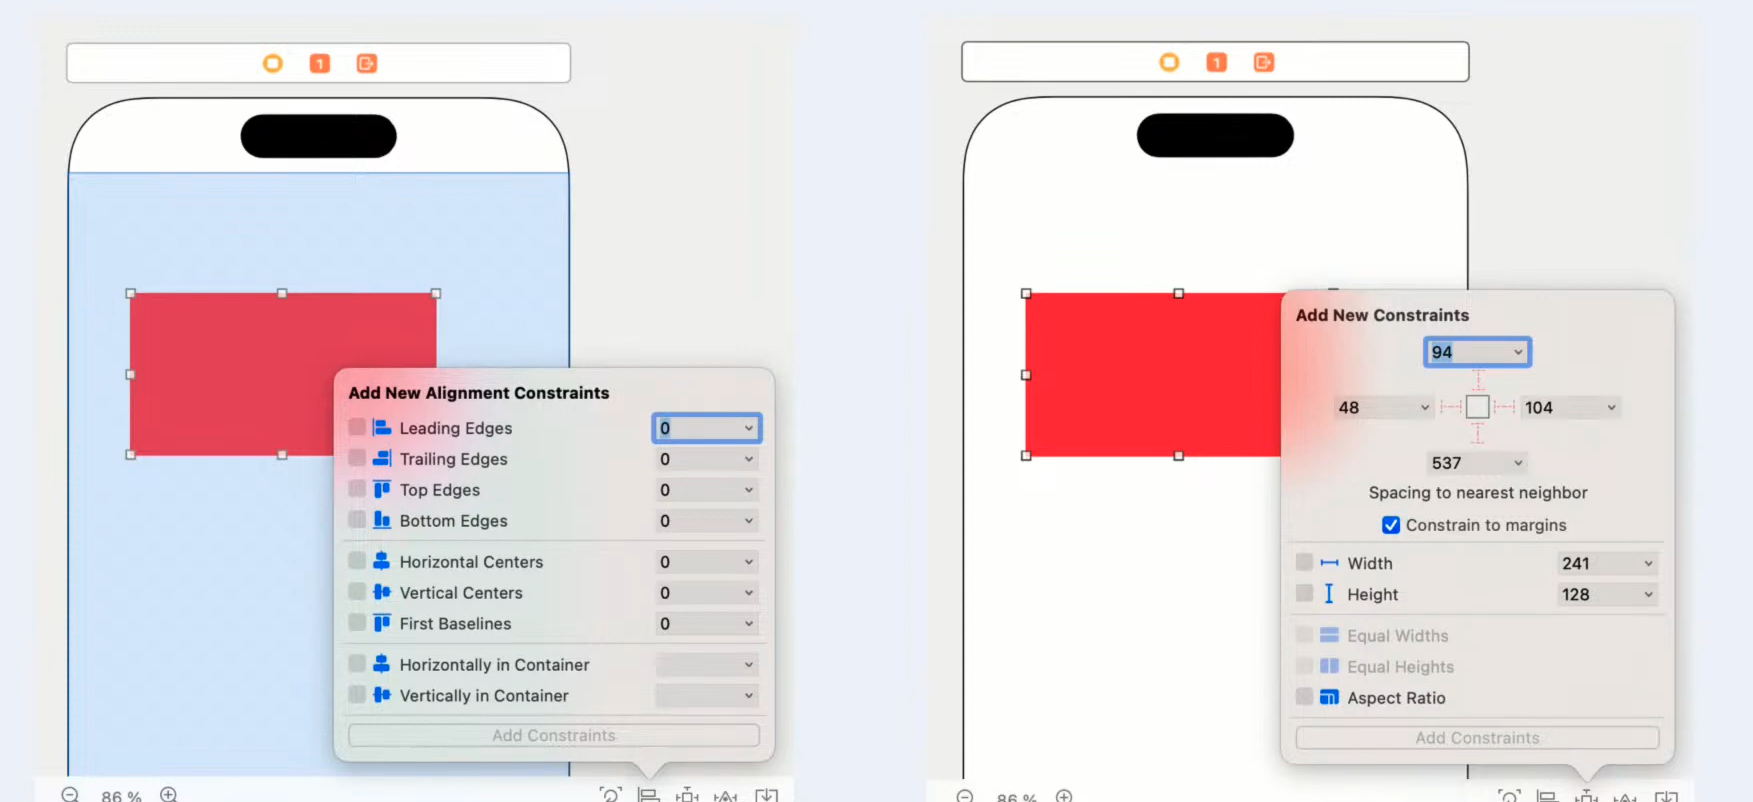 1
Add New Alignment Constraints
Leading Edges 0
Trailing Edges 0
Top Edges 0
Bottom Edges 0
Horizontal Centers 0
Vertical Centers 0
First Baselines 0
Horizontally in Container
Vertically in Container
Add Constraints
86 %
1
Add New Constraints
94
48 104
537
Spacing to nearest neighbor
Constrain to margins
Width 241
Height 128
Equal Widths
Equal Heights
Aspect Ratio
Add Constraints
86 %